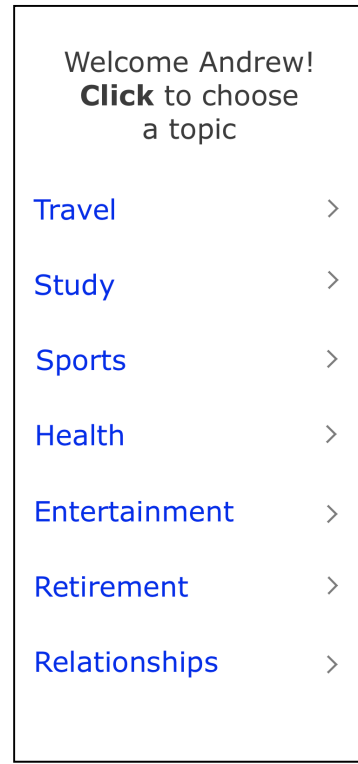 Welcome Andrew!
Click to choose
a topic
Travel
Study
Sports
Health
Entertainment
Retirement
Relationships